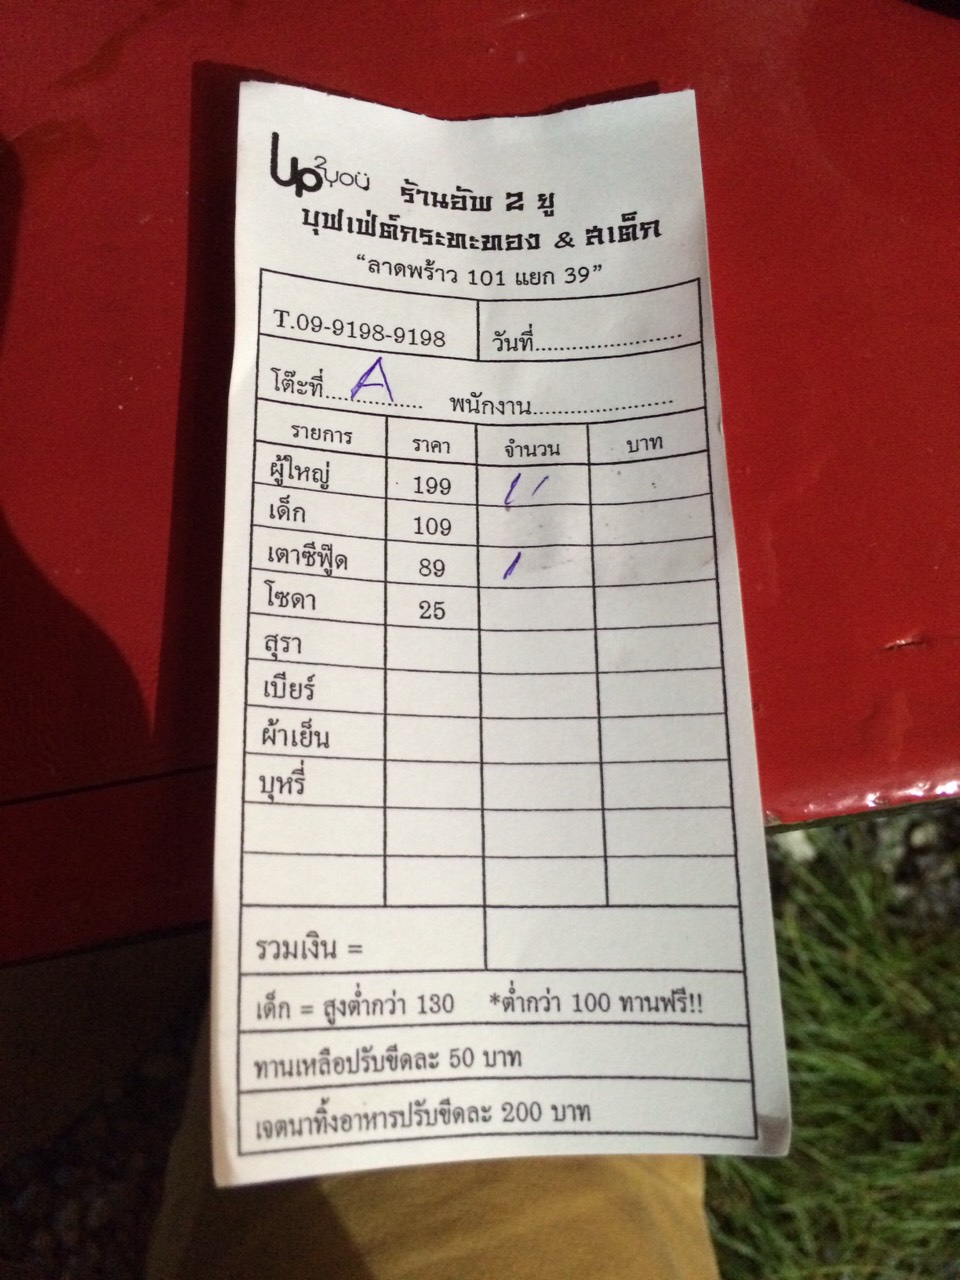 Up2you
ร้านอัพ 2 ยู
บุฟเฟ่ต์กระทะทอง & สเต็ก
“ลาดพร้าว 101 แยก 39”
T.09-9198-9198 วันที่........................
โต๊ะที่................ พนักงาน.......................
รายการ ราคา จำนวน บาท
ผู้ใหญ่ 199 //
เด็ก 109
เตาซีฟู๊ด 89 /
โซดา 25
สุรา
เบียร์
ผ้าเย็น
บุหรี่
รวมเงิน =
เด็ก = สูงต่ำกว่า 130 *ต่ำกว่า 100 ทานฟรี!!
ทานเหลือปรับขีดละ 50 บาท
เจตนาทิ้งอาหารปรับขีดละ 200 บาท
A